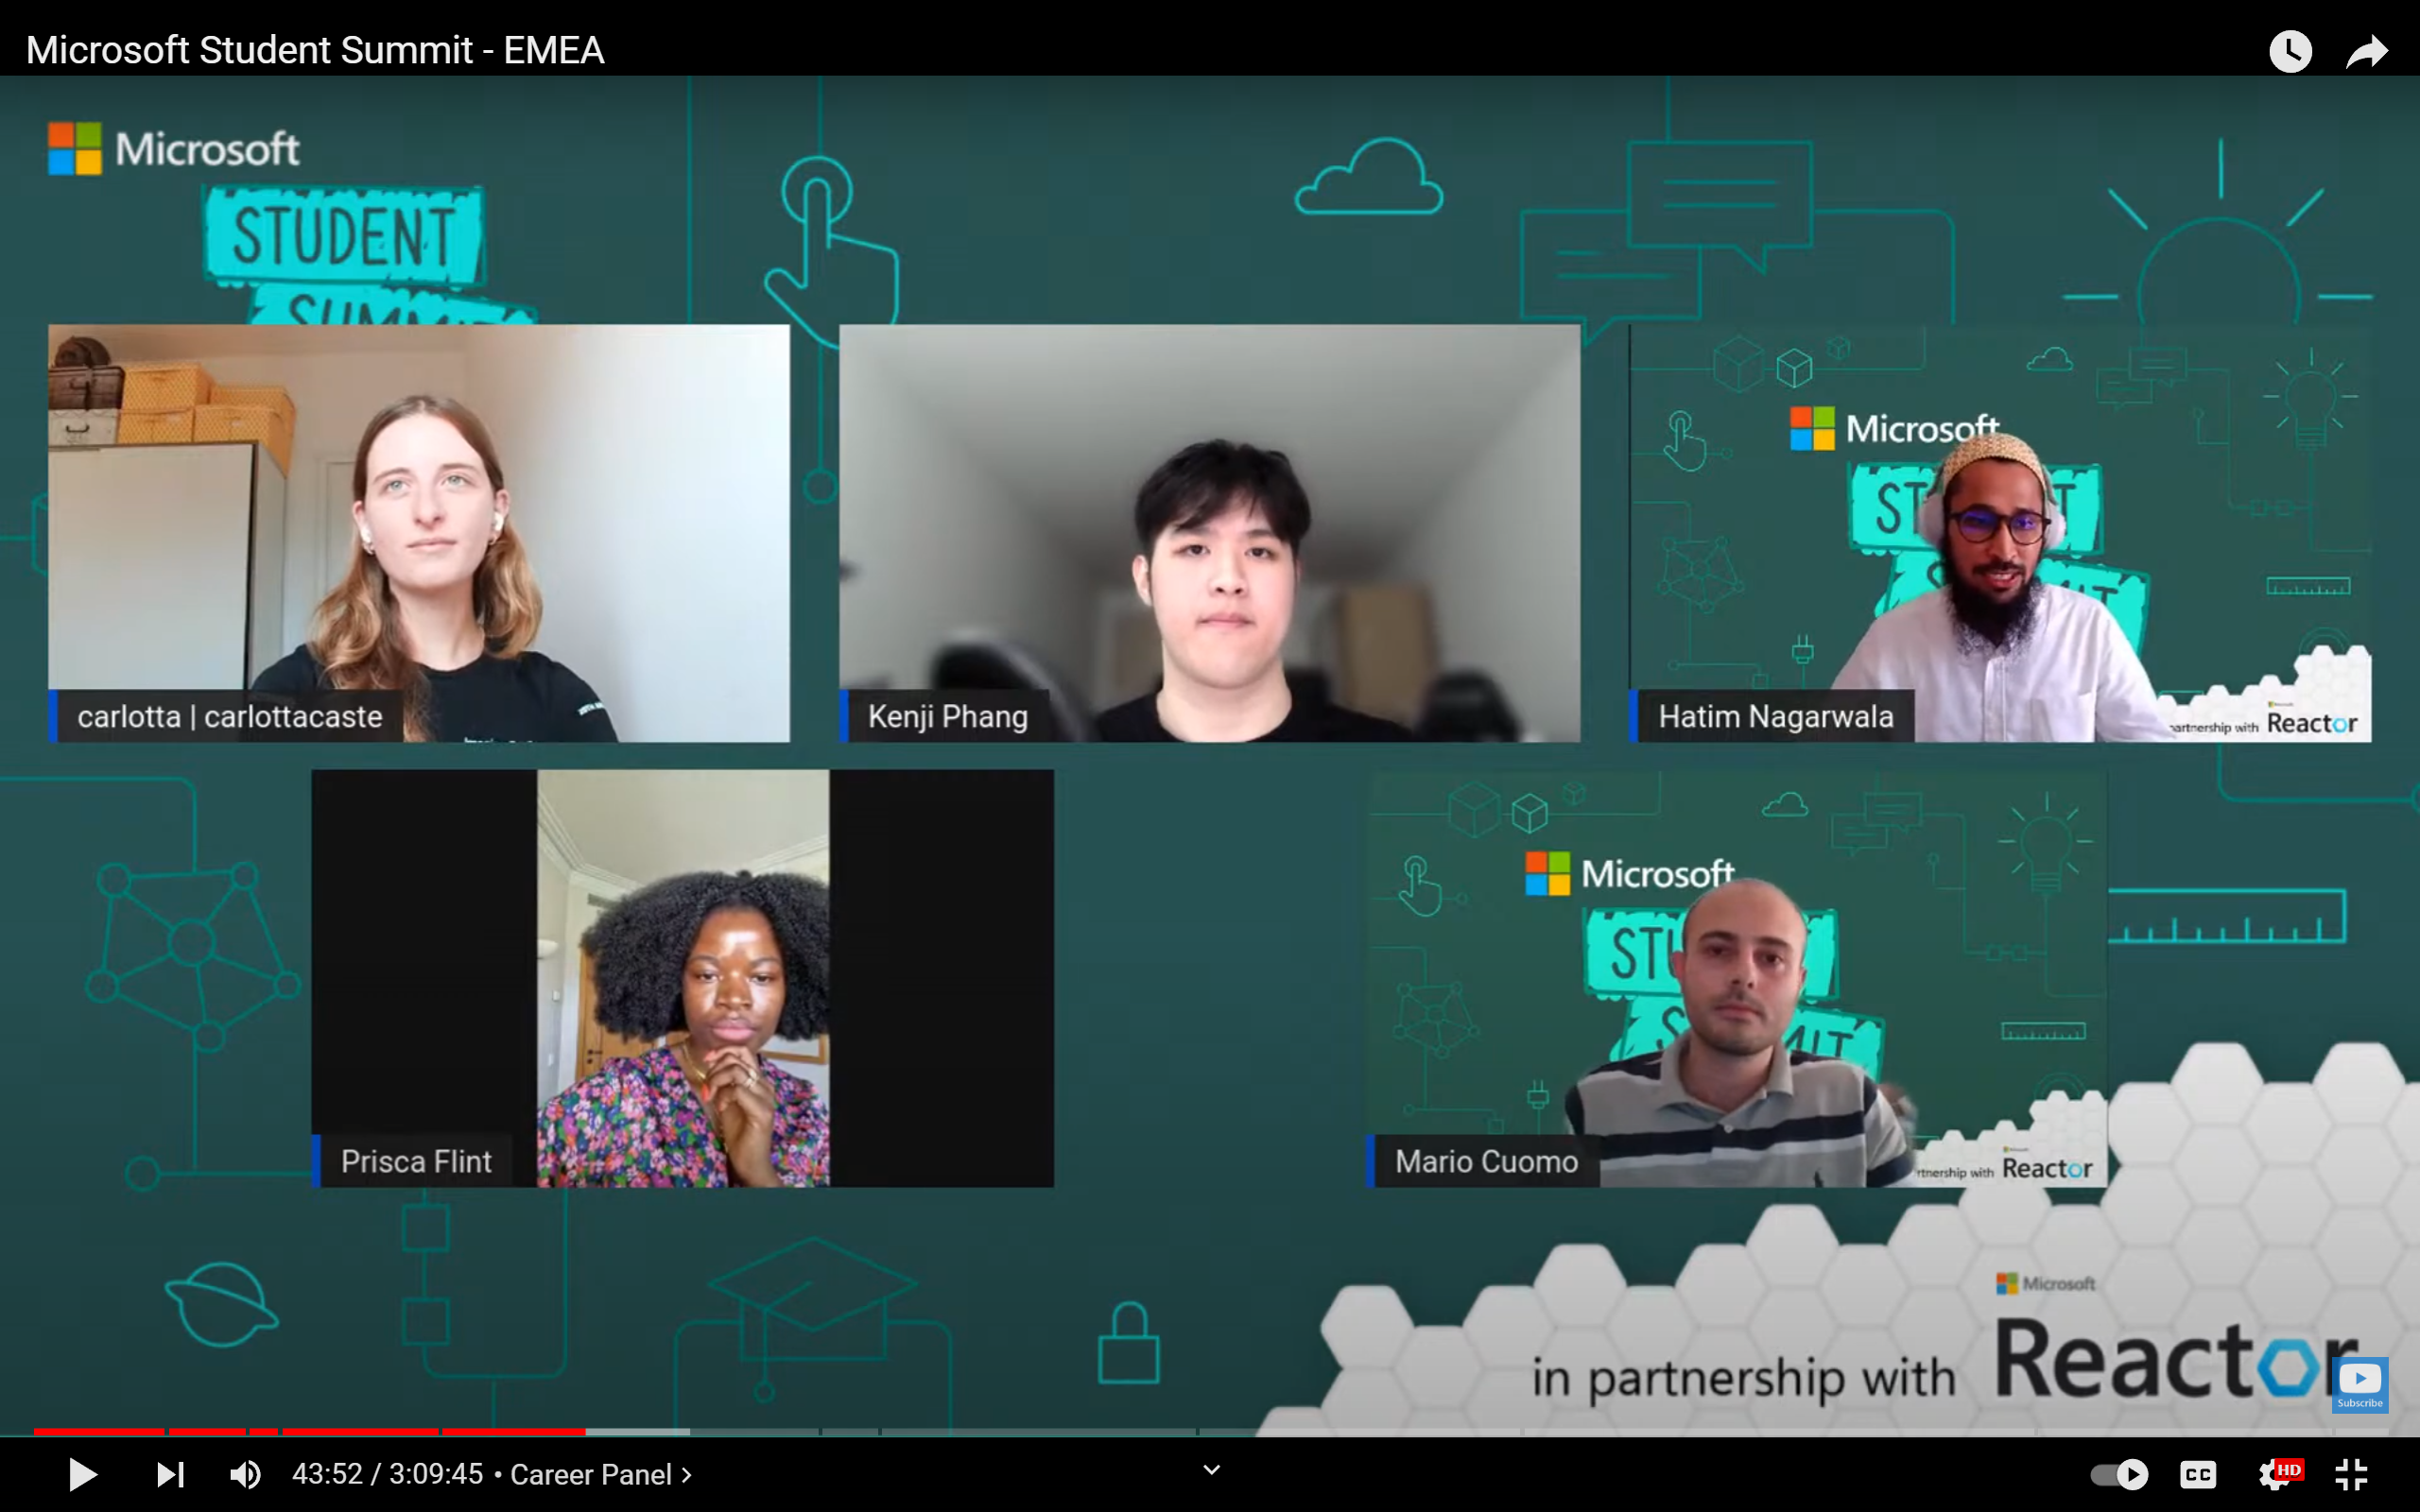 Microsoft Student Summit - EMEA
Microsoft
STUDENT
SUMMIT
carlotta | carlottacaste
Kenji Phang
Microsoft
Hatim Nagarwala
partnership with Reactor
Prisca Flint
Microsoft
Mario Cuomo
rtnership with Reactor
Microsoft
in partnership with Reactor
Subscribe
43:52 / 3:09:45 • Career Panel
CC
HD